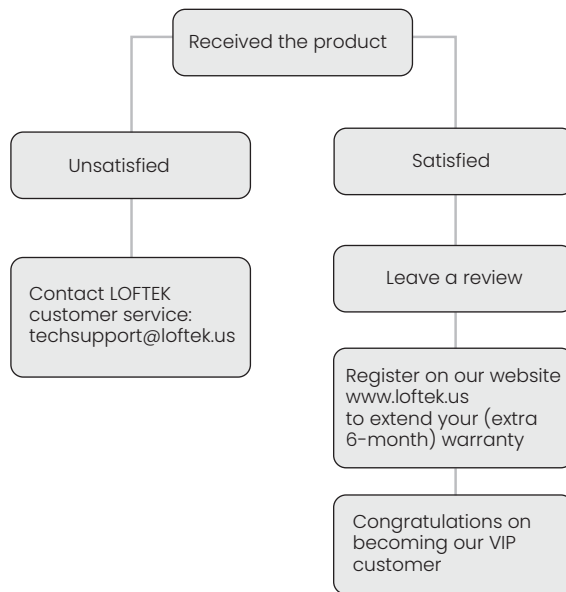 Received the product
Unsatisfied
Satisfied
Contact LOFTEK
customer service:
techsupport@loftek.us
Leave a review
Register on our website
www.loftek.us
to extend your (extra
6-month) warranty
Congratulations on
becoming our VIP
customer